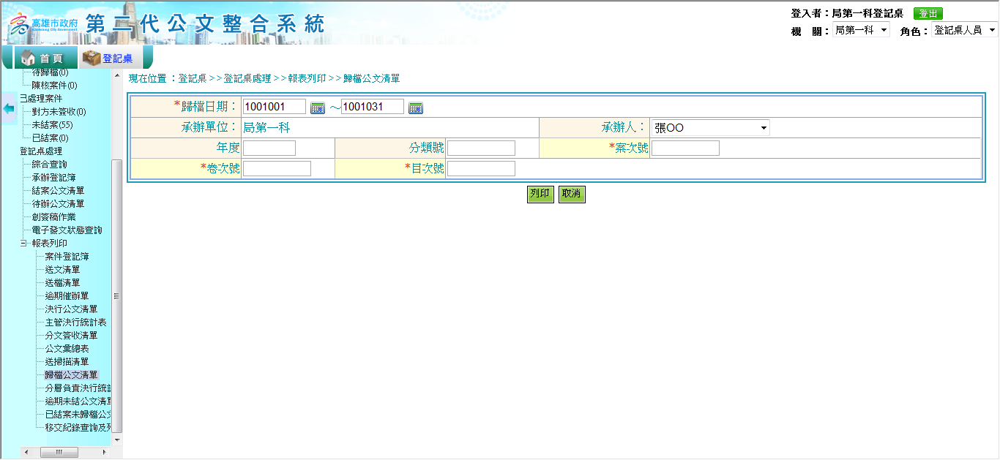 高雄市政府
Kaohsiung City Government
第二代公文整合系統
登入者：局第一科登記桌 登出
機 關： 局第一科 角色： 登記桌人員
首頁 登記桌
待歸檔(0)
陳核案件(0)
已處理案件
對方未簽收(0)
未結案(55)
已結案(0)
登記桌處理
綜合查詢
承辦登記簿
結案公文清單
待辦公文清單
創簽稿作業
電子發文狀態查詢
報表列印
案件登記簿
送文清單
送檔清單
逾期催辦單
決行公文清單
主管決行統計表
分文簽收清單
公文彙總表
送掃描清單
歸檔公文清單
分層負責決行統計
逾期未結公文清單
已結案未歸檔公文
移交紀錄查詢及列
現在位置 ：登記桌>>登記桌處理>>報表列印>>歸檔公文清單
*歸檔日期： 1001001 ～ 1001031
承辦單位： 局第一科 承辦人： 張OO
年度 分類號 *案次號
*卷次號 *目次號
列印 取消